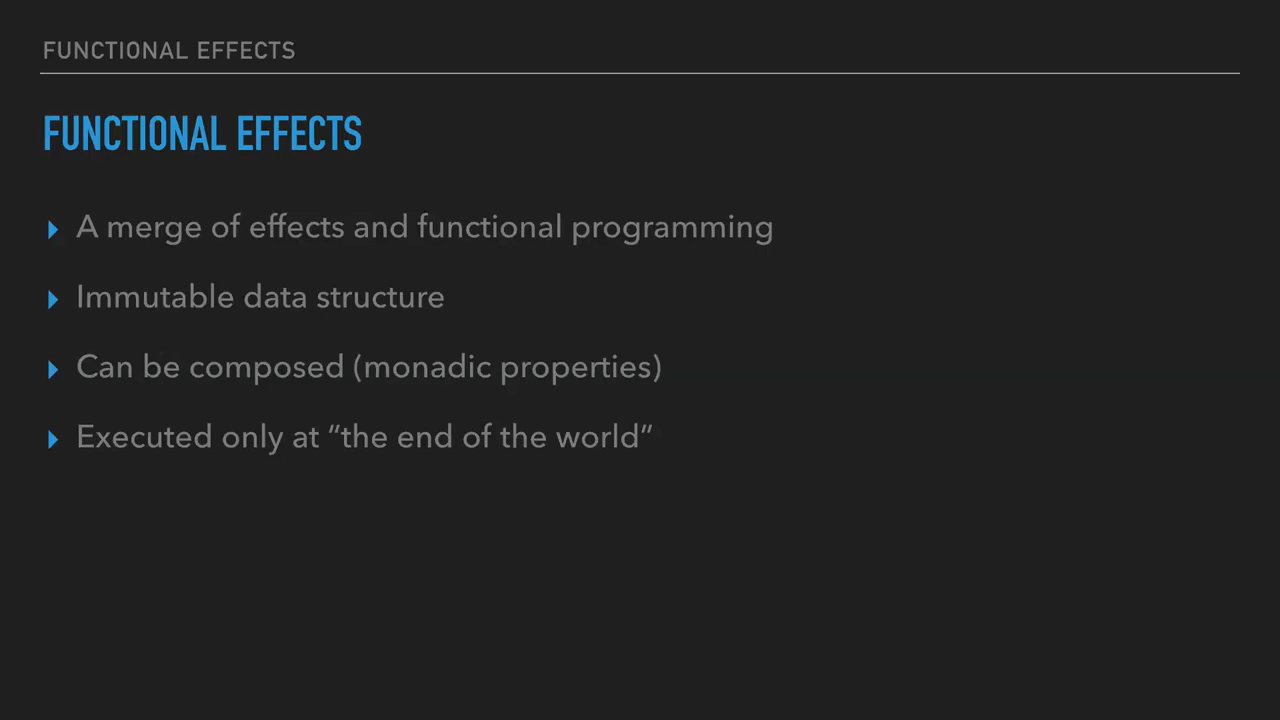 FUNCTIONAL EFFECTS
FUNCTIONAL EFFECTS
A merge of effects and functional programming
Immutable data structure
Can be composed (monadic properties)
Executed only at “the end of the world”